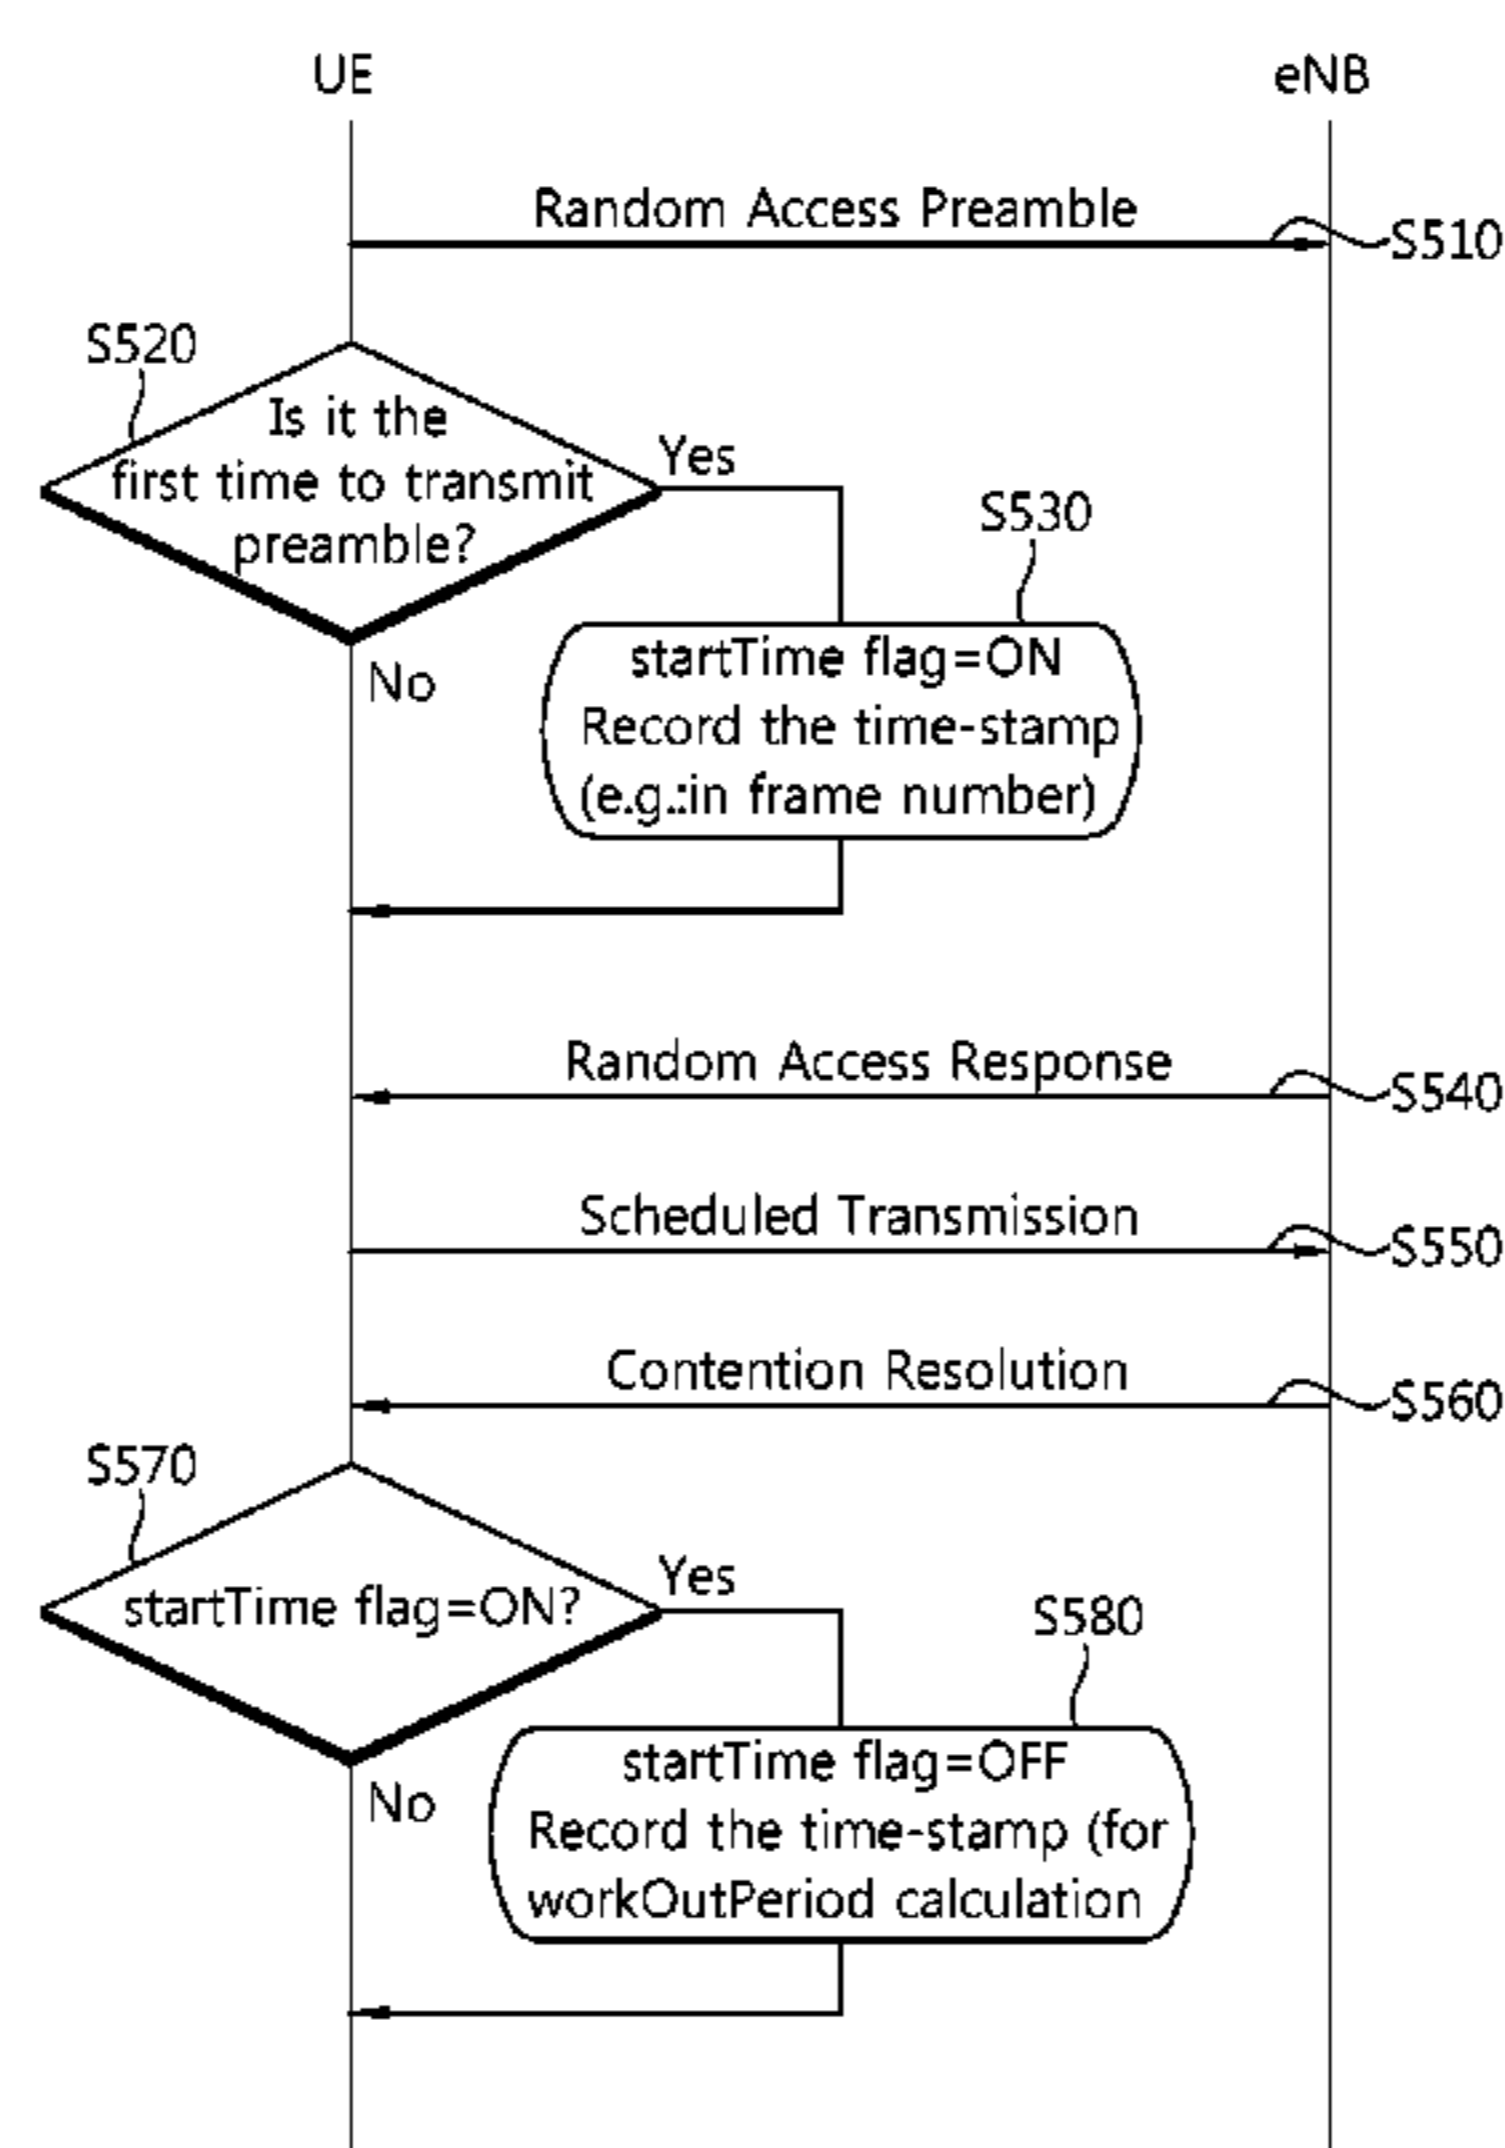 UE
eNB
Random Access Preamble
S510
S520
Is it the
first time to transmit
preamble?
Yes
No
S530
startTime flag=ON
Record the time-stamp
(e.g.:in frame number)
Random Access Response
S540
Scheduled Transmission
S550
Contention Resolution
S560
S570
startTime flag=ON?
Yes
No
S580
startTime flag=OFF
Record the time-stamp (for
workOutPeriod calculation